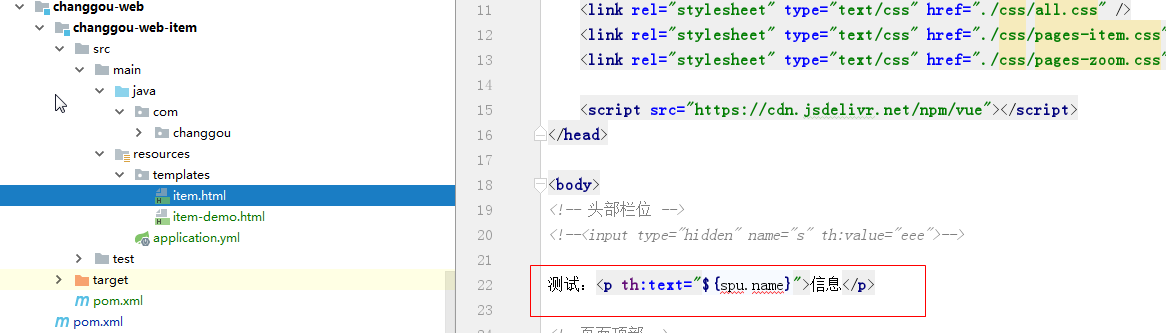 changgou-web
changgou-web-item
src
main
java
com
changgou
resources
templates
item.html
item-demo.html
application.yml
test
target
pom.xml
pom.xml
11 <link rel="stylesheet" type="text/css" href="./css/all.css" />
12 <link rel="stylesheet" type="text/css" href="./css/pages-item.css"
13 <link rel="stylesheet" type="text/css" href="./css/pages-zoom.css"
14
15 <script src="https://cdn.jsdelivr.net/npm/vue"></script>
16 </head>
17
18 <body>
19 <!-- 头部栏位 -->
20 <!--<input type="hidden" name="s" th:value="eee">-->
21
22 测试：<p th:text="${spu.name}">信息</p>
23
24 <!--页面顶部-->